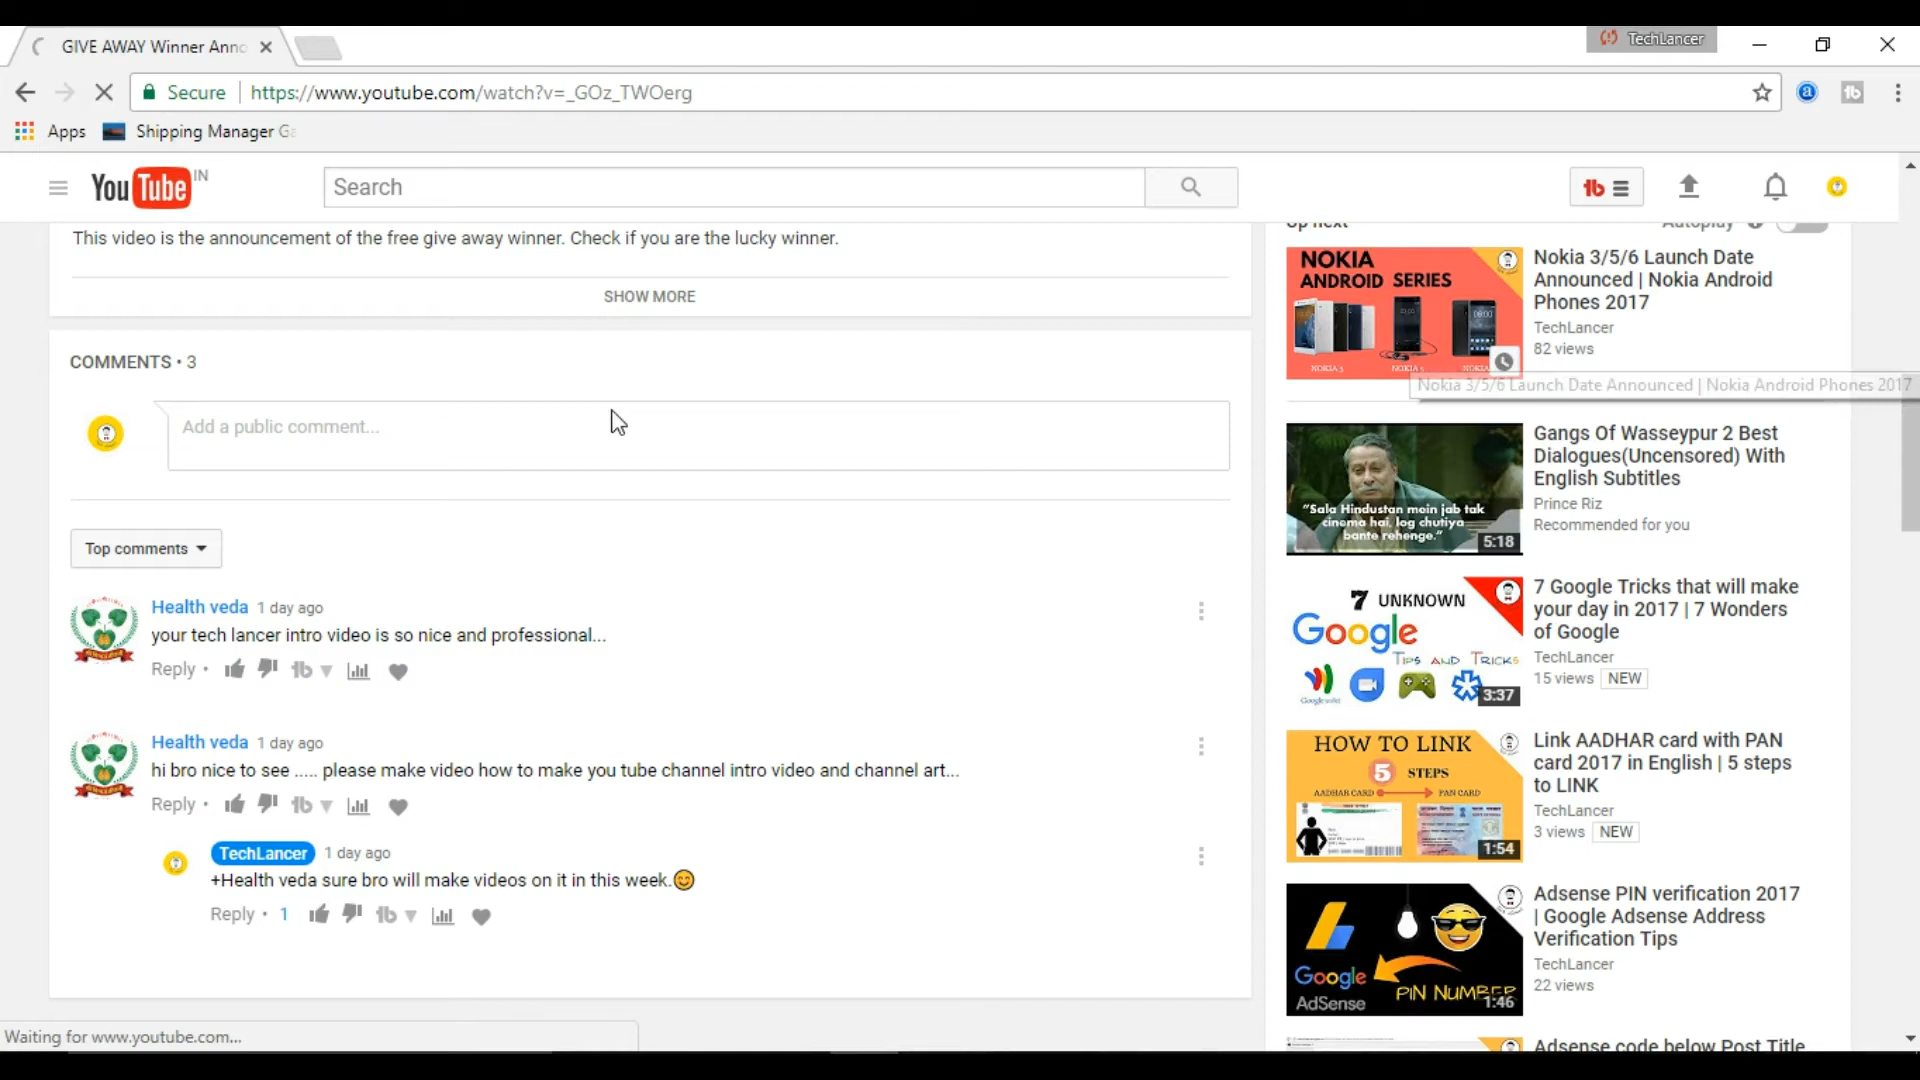 GIVE AWAY Winner Anno
TechLancer
Secure
https://www.youtube.com/watch?v=_GOz_TWOerg
Apps
Shipping Manager Ga
YouTube IN
Search
This video is the announcement of the free give away winner. Check if you are the lucky winner.
SHOW MORE
COMMENTS • 3
Add a public comment...
Top comments
Health veda 1 day ago
your tech lancer intro video is so nice and professional...
Reply •
Health veda 1 day ago
hi bro nice to see ..... please make video how to make you tube channel intro video and channel art...
Reply •
TechLancer 1 day ago
+Health veda sure bro will make videos on it in this week.😊
Reply • 1
Up next
Autoplay
NOKIA
ANDROID SERIES
NOKIA 3
NOKIA 5
Nokia 3/5/6 Launch Date
Announced | Nokia Android
Phones 2017
TechLancer
82 views
Nokia 3/5/6 Launch Date Announced | Nokia Android Phones 2017
"Sala Hindustan mein jab tak
cinema hai, log chutiya
bante rehenge."
5:18
Gangs Of Wasseypur 2 Best
Dialogues(Uncensored) With
English Subtitles
Prince Riz
Recommended for you
7 UNKNOWN
Google
TIPS AND TRICKS
Google wallet
3:37
7 Google Tricks that will make
your day in 2017 | 7 Wonders
of Google
TechLancer
15 views NEW
HOW TO LINK
5 STEPS
AADHAR CARD
PAN CARD
1:54
Link AADHAR card with PAN
card 2017 in English | 5 steps
to LINK
TechLancer
3 views NEW
Google
AdSense
PIN NUMBER
1:46
Adsense PIN verification 2017
| Google Adsense Address
Verification Tips
TechLancer
22 views
Adsense code below Post Title
Waiting for www.youtube.com...